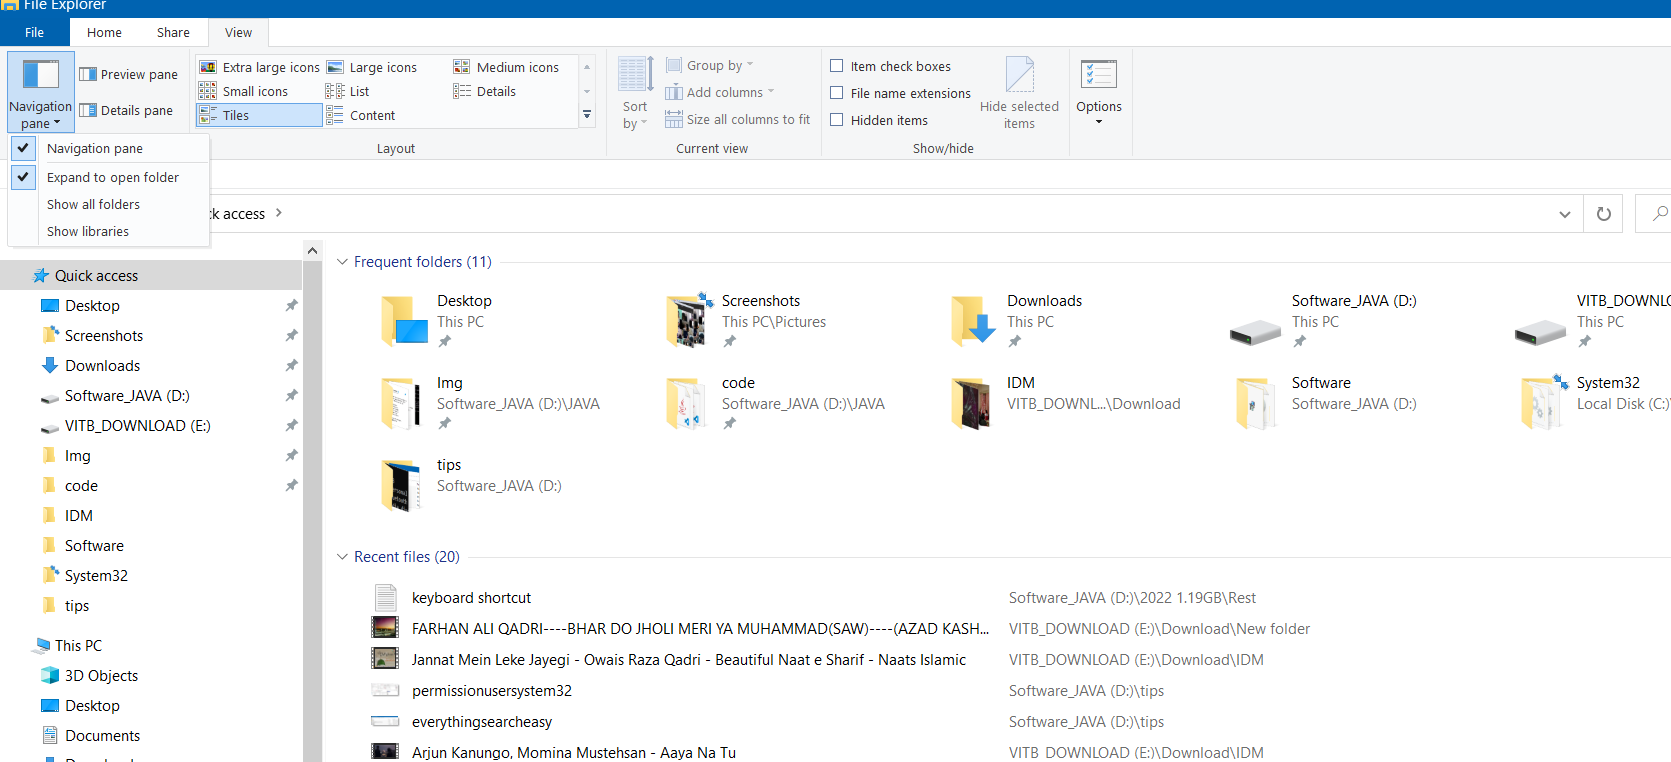 File Explorer
File Home Share View
Navigation pane
Preview pane
Details pane
Extra large icons Large icons Medium icons
Small icons List Details
Tiles Content
Layout
Sort by
Group by
Add columns
Size all columns to fit
Current view
Item check boxes
File name extensions
Hidden items
Hide selected items
Show/hide
Options
Navigation pane
Expand to open folder
Show all folders
Show libraries
ck access
Quick access
Desktop
Screenshots
Downloads
Software_JAVA (D:)
VITB_DOWNLOAD (E:)
Img
code
IDM
Software
System32
tips
This PC
3D Objects
Desktop
Documents
Frequent folders (11)
Desktop
This PC
Screenshots
This PC\Pictures
Downloads
This PC
Software_JAVA (D:)
This PC
VITB_DOWNLO
This PC
Img
Software_JAVA (D:)\JAVA
code
Software_JAVA (D:)\JAVA
IDM
VITB_DOWNL...\Download
Software
Software_JAVA (D:)
System32
Local Disk (C:)
tips
Software_JAVA (D:)
Recent files (20)
keyboard shortcut Software_JAVA (D:)\2022 1.19GB\Rest
FARHAN ALI QADRI----BHAR DO JHOLI MERI YA MUHAMMAD(SAW)----(AZAD KASH... VITB_DOWNLOAD (E:)\Download\New folder
Jannat Mein Leke Jayegi - Owais Raza Qadri - Beautiful Naat e Sharif - Naats Islamic VITB_DOWNLOAD (E:)\Download\IDM
permissionusersystem32 Software_JAVA (D:)\tips
everythingsearcheasy Software_JAVA (D:)\tips
Arjun Kanungo, Momina Mustehsan - Aaya Na Tu VITB_DOWNLOAD (E:)\Download\IDM